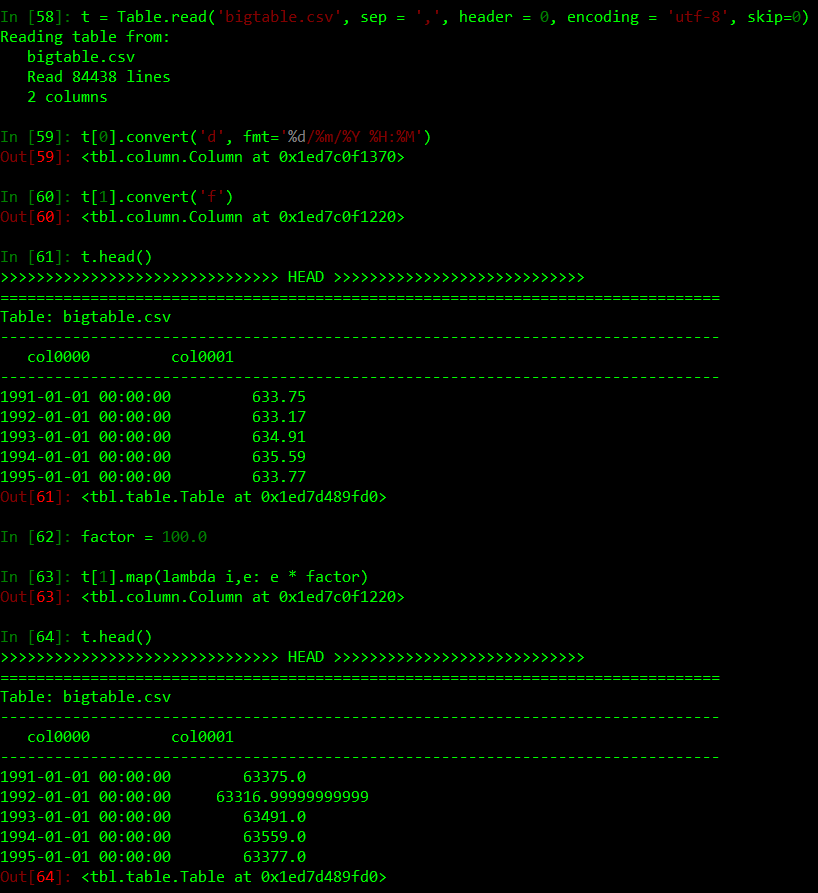 In [58]: t = Table.read('bigtable.csv', sep = ',', header = 0, encoding = 'utf-8', skip=0)
Reading table from:
   bigtable.csv
   Read 84438 lines
   2 columns

In [59]: t[0].convert('d', fmt='%d/%m/%Y %H:%M')
Out[59]: <tbl.column.Column at 0x1ed7c0f1370>

In [60]: t[1].convert('f')
Out[60]: <tbl.column.Column at 0x1ed7c0f1220>

In [61]: t.head()
>>>>>>>>>>>>>>>>>>>>>>>>>>>>>>> HEAD >>>>>>>>>>>>>>>>>>>>>>>>>>>>
================================================================================
Table: bigtable.csv
--------------------------------------------------------------------------------
   col0000         col0001
--------------------------------------------------------------------------------
1991-01-01 00:00:00         633.75
1992-01-01 00:00:00         633.17
1993-01-01 00:00:00         634.91
1994-01-01 00:00:00         635.59
1995-01-01 00:00:00         633.77
Out[61]: <tbl.table.Table at 0x1ed7d489fd0>

In [62]: factor = 100.0

In [63]: t[1].map(lambda i,e: e * factor)
Out[63]: <tbl.column.Column at 0x1ed7c0f1220>

In [64]: t.head()
>>>>>>>>>>>>>>>>>>>>>>>>>>>>>>> HEAD >>>>>>>>>>>>>>>>>>>>>>>>>>>>
================================================================================
Table: bigtable.csv
--------------------------------------------------------------------------------
   col0000         col0001
--------------------------------------------------------------------------------
1991-01-01 00:00:00        63375.0
1992-01-01 00:00:00     63316.99999999999
1993-01-01 00:00:00        63491.0
1994-01-01 00:00:00        63559.0
1995-01-01 00:00:00        63377.0
Out[64]: <tbl.table.Table at 0x1ed7d489fd0>